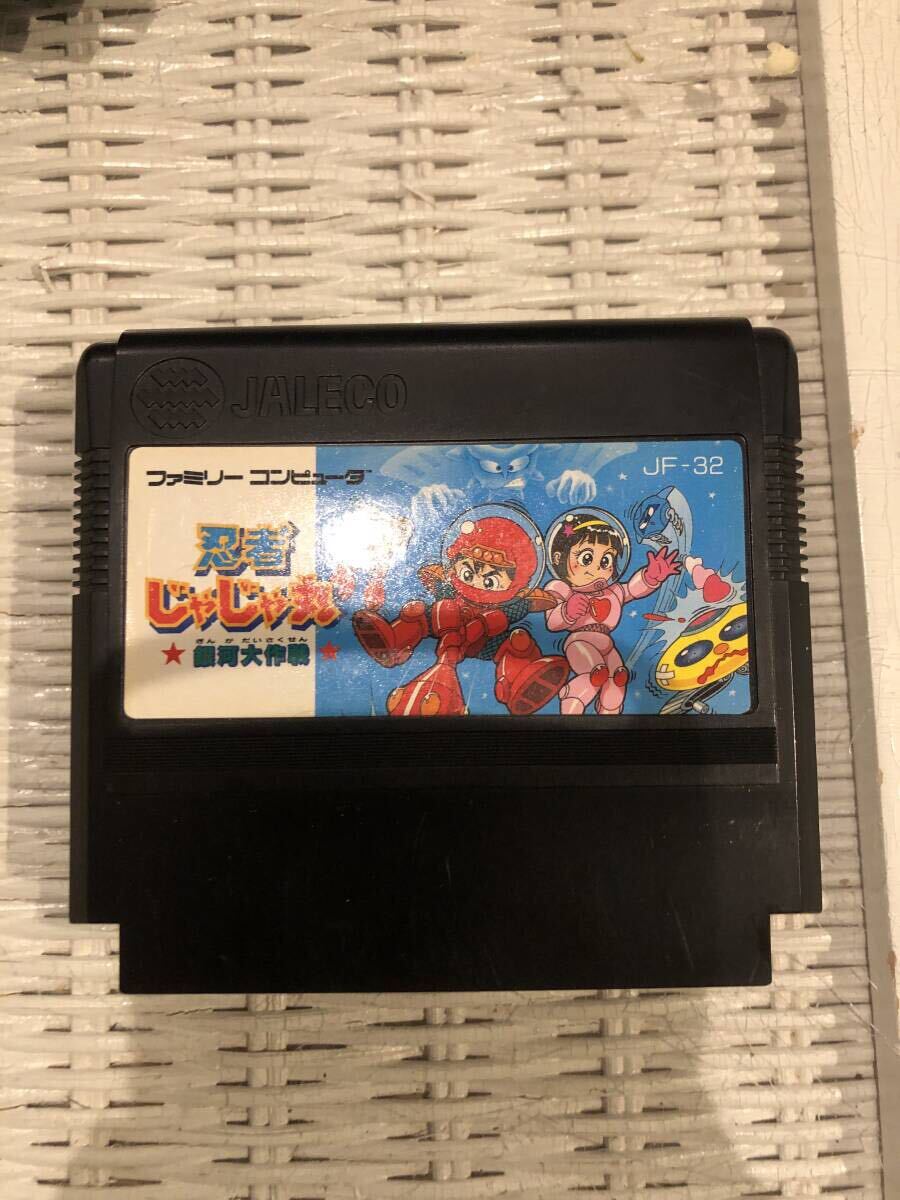 JALECO
ファミリー コンピュータ
JF-32
忍者
じゃじゃ丸
ぎんがだいさくせん
★銀河大作戦★